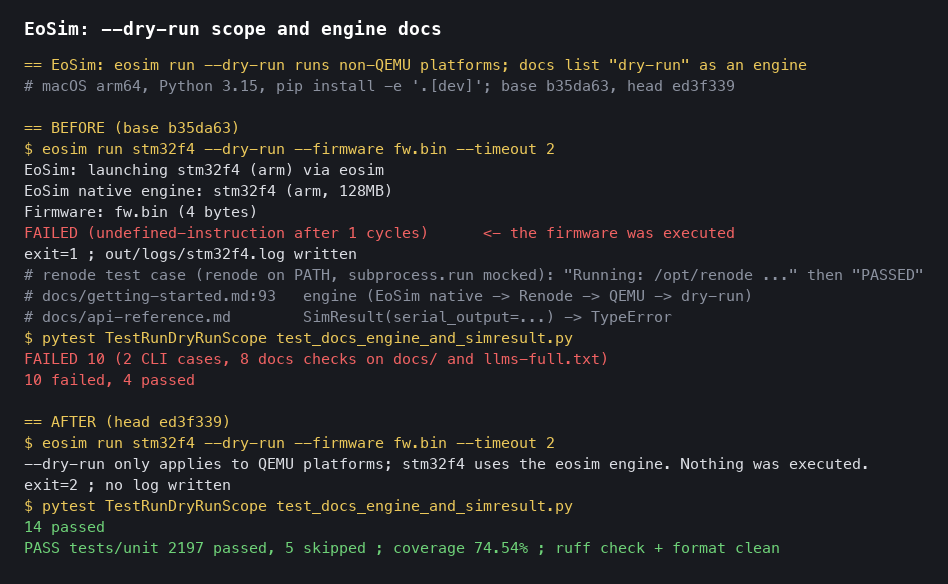 EoSim: --dry-run scope and engine docs
== EoSim: eosim run --dry-run runs non-QEMU platforms; docs list "dry-run" as an engine
# macOS arm64, Python 3.15, pip install -e '.[dev]'; base b35da63, head ed3f339
== BEFORE (base b35da63)
$ eosim run stm32f4 --dry-run --firmware fw.bin --timeout 2
EoSim: launching stm32f4 (arm) via eosim
EoSim native engine: stm32f4 (arm, 128MB)
Firmware: fw.bin (4 bytes)
FAILED (undefined-instruction after 1 cycles)      <- the firmware was executed
exit=1 ; out/logs/stm32f4.log written
# renode test case (renode on PATH, subprocess.run mocked): "Running: /opt/renode ..." then "PASSED"
# docs/getting-started.md:93   engine (EoSim native -> Renode -> QEMU -> dry-run)
# docs/api-reference.md        SimResult(serial_output=...) -> TypeError
$ pytest TestRunDryRunScope test_docs_engine_and_simresult.py
FAILED 10 (2 CLI cases, 8 docs checks on docs/ and llms-full.txt)
10 failed, 4 passed
== AFTER (head ed3f339)
$ eosim run stm32f4 --dry-run --firmware fw.bin --timeout 2
--dry-run only applies to QEMU platforms; stm32f4 uses the eosim engine. Nothing was executed.
exit=2 ; no log written
$ pytest TestRunDryRunScope test_docs_engine_and_simresult.py
14 passed
PASS tests/unit 2197 passed, 5 skipped ; coverage 74.54% ; ruff check + format clean